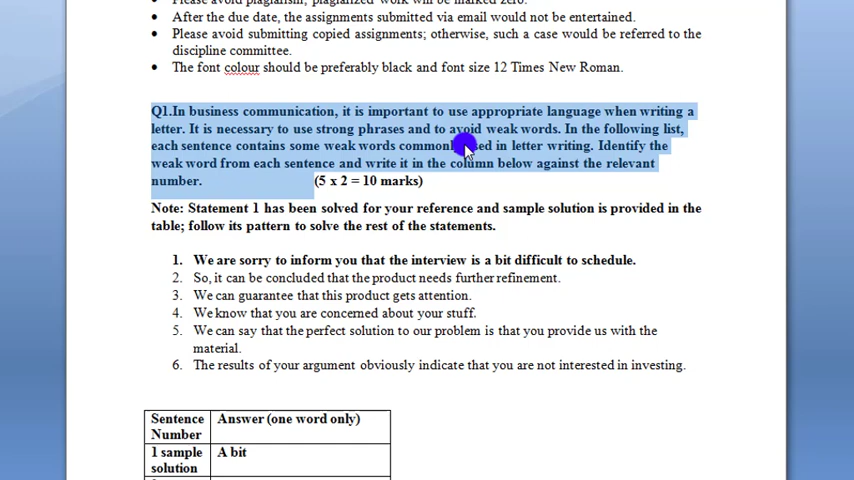 Please avoid plagiarism; plagiarized work will be marked zero.
After the due date, the assignments submitted via email would not be entertained.
Please avoid submitting copied assignments; otherwise, such a case would be referred to the
discipline committee.
The font colour should be preferably black and font size 12 Times New Roman.
Q1.In business communication, it is important to use appropriate language when writing a
letter. It is necessary to use strong phrases and to avoid weak words. In the following list,
each sentence contains some weak words commonly used in letter writing. Identify the
weak word from each sentence and write it in the column below against the relevant
number. (5 x 2 = 10 marks)
Note: Statement 1 has been solved for your reference and sample solution is provided in the
table; follow its pattern to solve the rest of the statements.
1. We are sorry to inform you that the interview is a bit difficult to schedule.
2. So, it can be concluded that the product needs further refinement.
3. We can guarantee that this product gets attention.
4. We know that you are concerned about your stuff.
5. We can say that the perfect solution to our problem is that you provide us with the
material.
6. The results of your argument obviously indicate that you are not interested in investing.
Sentence Answer (one word only)
Number
1 sample A bit
solution